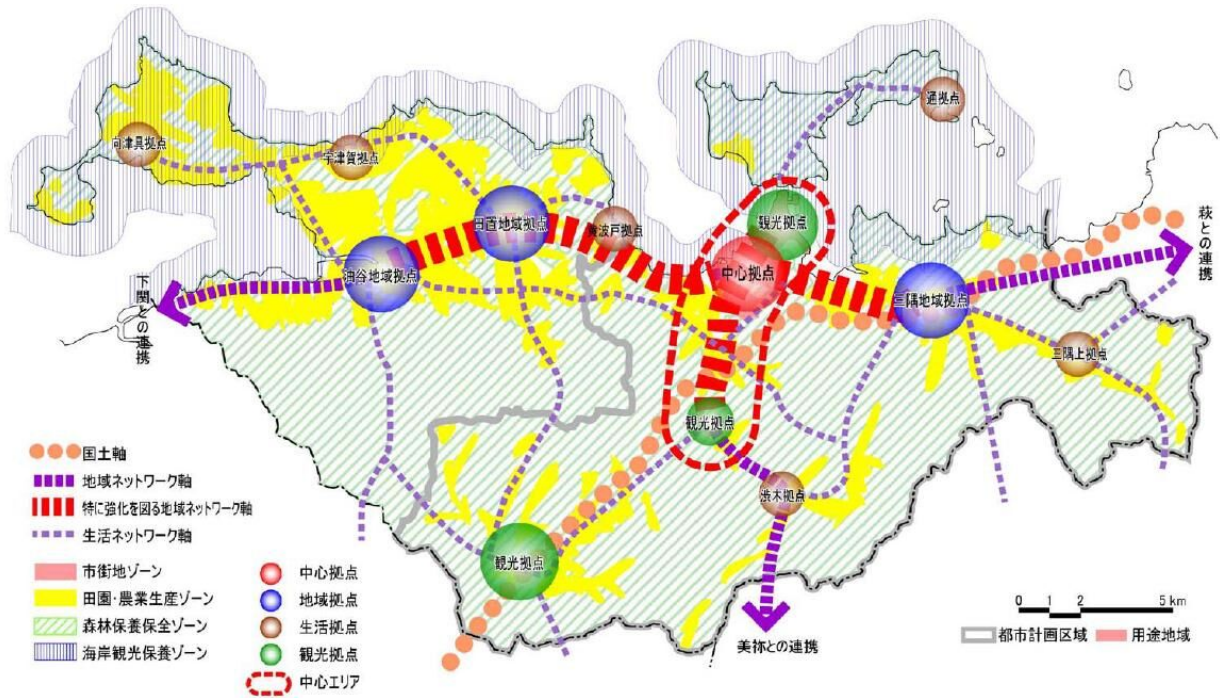 通拠点
向津具拠点
宇津賀拠点
日置地域拠点
黄波戸拠点
観光拠点
萩との連携
中心拠点
油谷地域拠点
三隅地域拠点
下関との連携
三隅上拠点
観光拠点
渋木拠点
観光拠点
美祢との連携
国土軸
地域ネットワーク軸
特に強化を図る地域ネットワーク軸
生活ネットワーク軸
市街地ゾーン
田園・農業生産ゾーン
森林保養保全ゾーン
海岸観光保養ゾーン
中心拠点
地域拠点
生活拠点
観光拠点
中心エリア
0 1 2 5 km
都市計画区域 用途地域